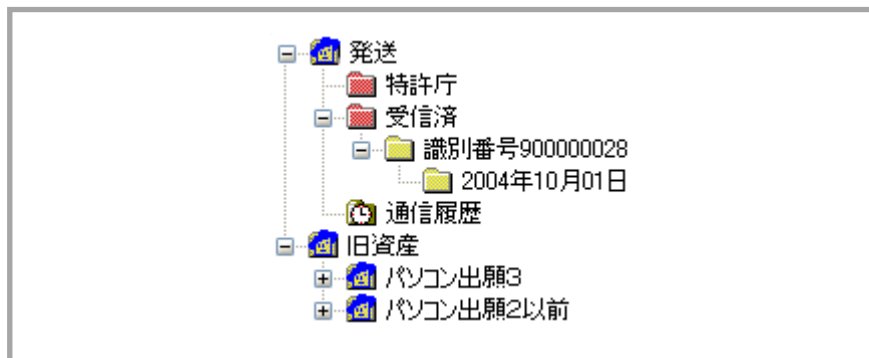 発送
特許庁
受信済
識別番号900000028
2004年10月01日
通信履歴
旧資産
パソコン出願3
パソコン出願2以前